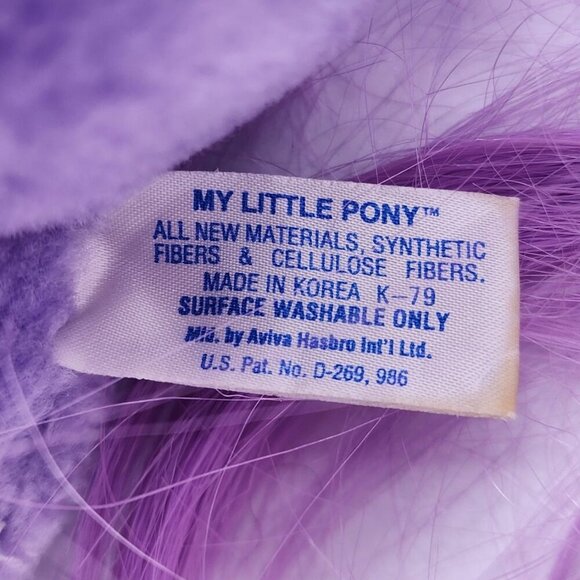 MY LITTLE PONY™
ALL NEW MATERIALS, SYNTHETIC
FIBERS & CELLULOSE FIBERS.
MADE IN KOREA K-79
SURFACE WASHABLE ONLY
Mfd. by Aviva Hasbro Int'l Ltd.
U.S. Pat. No. D-269, 986